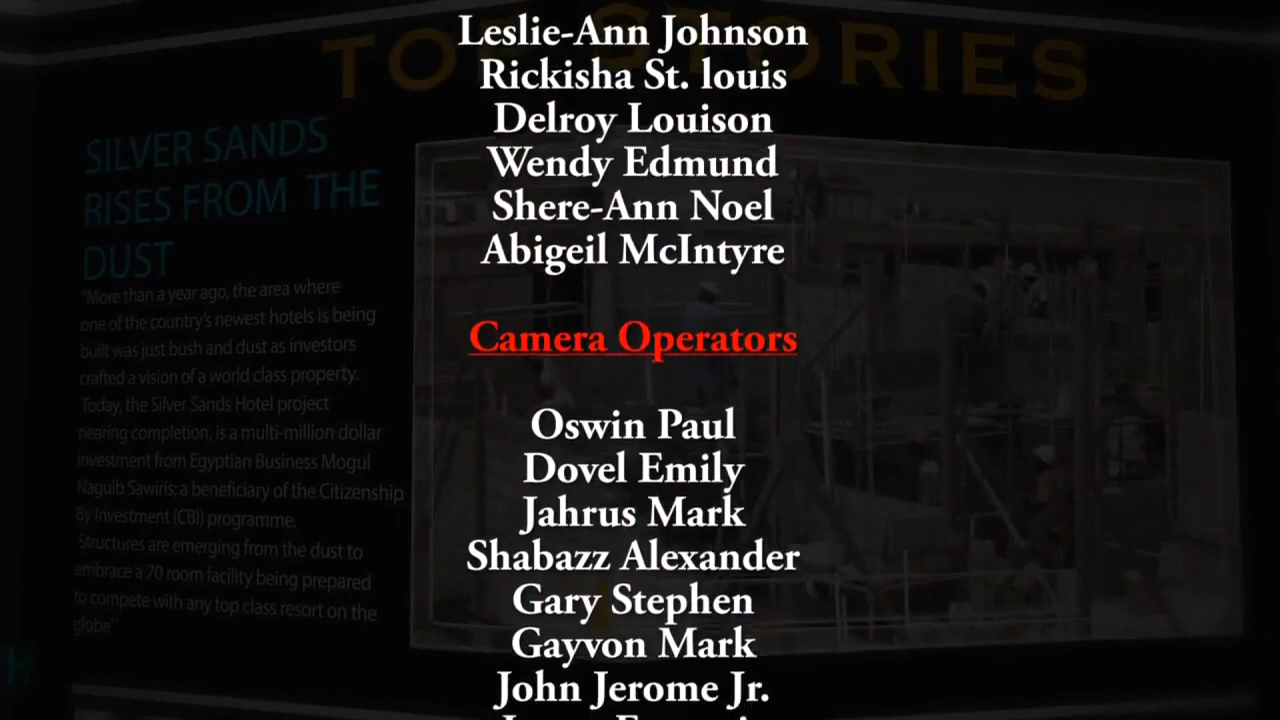 Leslie-Ann Johnson
Rickisha St. louis
Delroy Louison
Wendy Edmund
Shere-Ann Noel
Abigeil McIntyre
Camera Operators
Oswin Paul
Dovel Emily
Jahrus Mark
Shabazz Alexander
Gary Stephen
Gayvon Mark
John Jerome Jr.
TOP STORIES
SILVER SANDS
RISES FROM THE
DUST
"More than a year ago, the area where
one of the country's newest hotels is being
built was just bush and dust as investors
crafted a vision of a world class property.
Today, the Silver Sands Hotel project
nearing completion, is a multi-million dollar
investment from Egyptian Business Mogul
Naguib Sawiris; a beneficiary of the Citizenship
By Investment (CBI) programme.
Structures are emerging from the dust to
embrace a 70 room facility being prepared
to compete with any top class resort on the
globe"